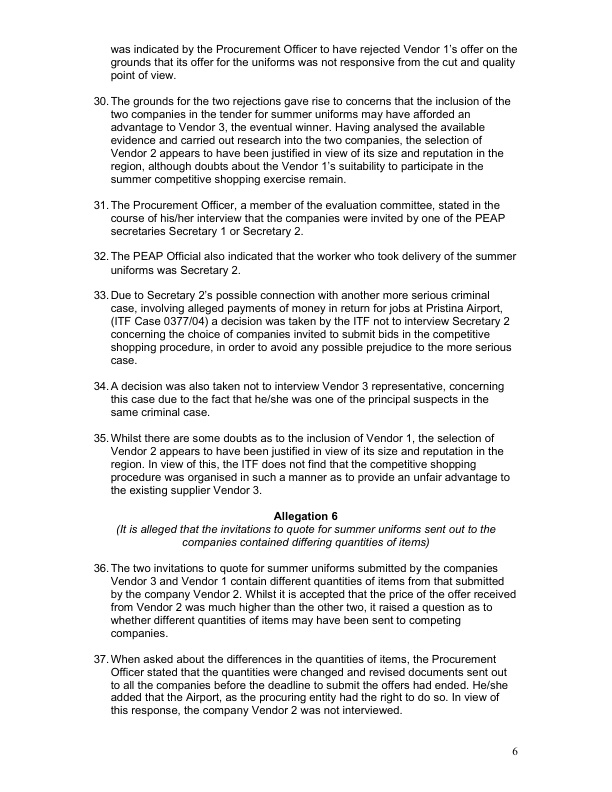 was indicated by the Procurement Officer to have rejected Vendor 1's offer on the
grounds that its offer for the uniforms was not responsive from the cut and quality
point of view.
30. The grounds for the two rejections gave rise to concerns that the inclusion of the
two companies in the tender for summer uniforms may have afforded an
advantage to Vendor 3, the eventual winner. Having analysed the available
evidence and carried out research into the two companies, the selection of
Vendor 2 appears to have been justified in view of its size and reputation in the
region, although doubts about the Vendor 1's suitability to participate in the
summer competitive shopping exercise remain.
31. The Procurement Officer, a member of the evaluation committee, stated in the
course of his/her interview that the companies were invited by one of the PEAP
secretaries Secretary 1 or Secretary 2.
32. The PEAP Official also indicated that the worker who took delivery of the summer
uniforms was Secretary 2.
33. Due to Secretary 2's possible connection with another more serious criminal
case, involving alleged payments of money in return for jobs at Pristina Airport,
(ITF Case 0377/04) a decision was taken by the ITF not to interview Secretary 2
concerning the choice of companies invited to submit bids in the competitive
shopping procedure, in order to avoid any possible prejudice to the more serious
case.
34. A decision was also taken not to interview Vendor 3 representative, concerning
this case due to the fact that he/she was one of the principal suspects in the
same criminal case.
35. Whilst there are some doubts as to the inclusion of Vendor 1, the selection of
Vendor 2 appears to have been justified in view of its size and reputation in the
region. In view of this, the ITF does not find that the competitive shopping
procedure was organised in such a manner as to provide an unfair advantage to
the existing supplier Vendor 3.
Allegation 6
(It is alleged that the invitations to quote for summer uniforms sent out to the
companies contained differing quantities of items)
36. The two invitations to quote for summer uniforms submitted by the companies
Vendor 3 and Vendor 1 contain different quantities of items from that submitted
by the company Vendor 2. Whilst it is accepted that the price of the offer received
from Vendor 2 was much higher than the other two, it raised a question as to
whether different quantities of items may have been sent to competing
companies.
37. When asked about the differences in the quantities of items, the Procurement
Officer stated that the quantities were changed and revised documents sent out
to all the companies before the deadline to submit the offers had ended. He/she
added that the Airport, as the procuring entity had the right to do so. In view of
this response, the company Vendor 2 was not interviewed.
6